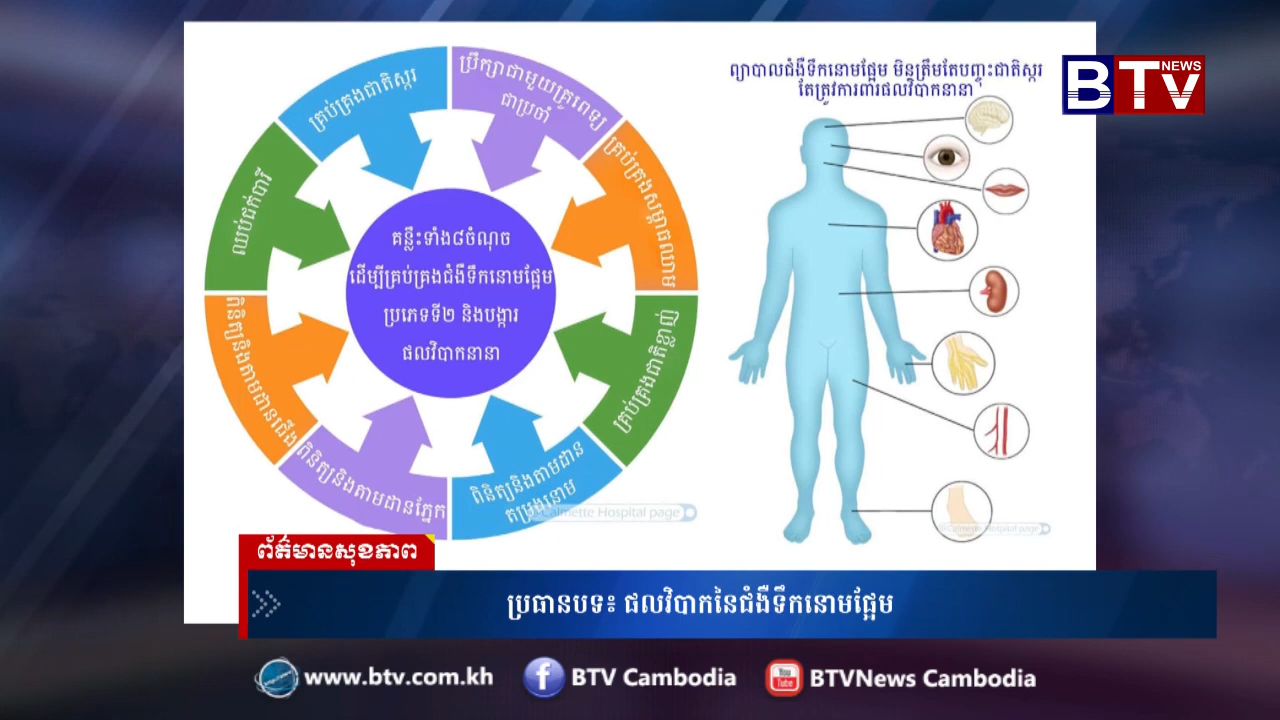 ប្រឹក្សាជាមួយគ្រូពេទ្យ
ជាប្រចាំ
គ្រប់គ្រងសម្ពាធឈាម
គ្រប់គ្រងជាតិខ្លាញ់
ពិនិត្យនិងតាមដាន
តម្រងនោម
ពិនិត្យនិងតាមដានភ្នែក
ពិនិត្យនិងតាមដានជើង
ឈប់ជក់បារី
គ្រប់គ្រងជាតិស្ករ
គន្លឹះទាំង៨ចំណុច
ដើម្បីគ្រប់គ្រងជំងឺទឹកនោមផ្អែម
ប្រភេទទី២ និងបង្ការ
ផលវិបាកនានា
Calmette Hospital page
ព្យាបាលជំងឺទឹកនោមផ្អែម មិនត្រឹមតែបញ្ចុះជាតិស្ករ
តែត្រូវការពារផលវិបាកនានា
Calmette Hospital page
BTV NEWS
ព័ត៌មានសុខភាព
ប្រធានបទ៖ ផលវិបាកនៃជំងឺទឹកនោមផ្អែម
www.btv.com.kh
BTV Cambodia
You Tube
BTVNews Cambodia